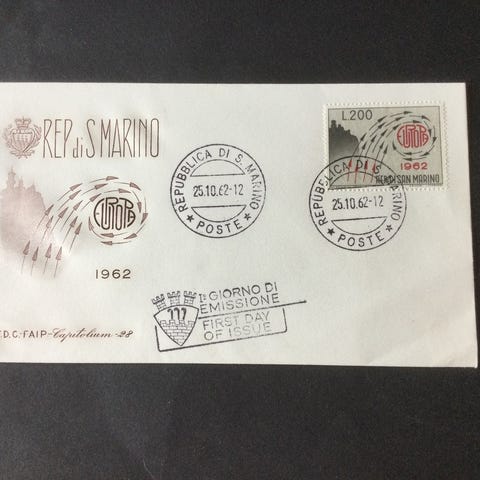 REP. di S. MARINO
EUROPA
1962
F.D.C. FAIP-Capitolium-28
REPUBBLICA DI S. MARINO
25.10.62-12
★ POSTE ★
L.200
EUROPA
1962
REP. DI SAN MARINO
REPUBBLICA DI S. MARINO
25.10.62-12
★ POSTE ★
1º GIORNO DI
EMISSIONE
FIRST DAY
OF ISSUE